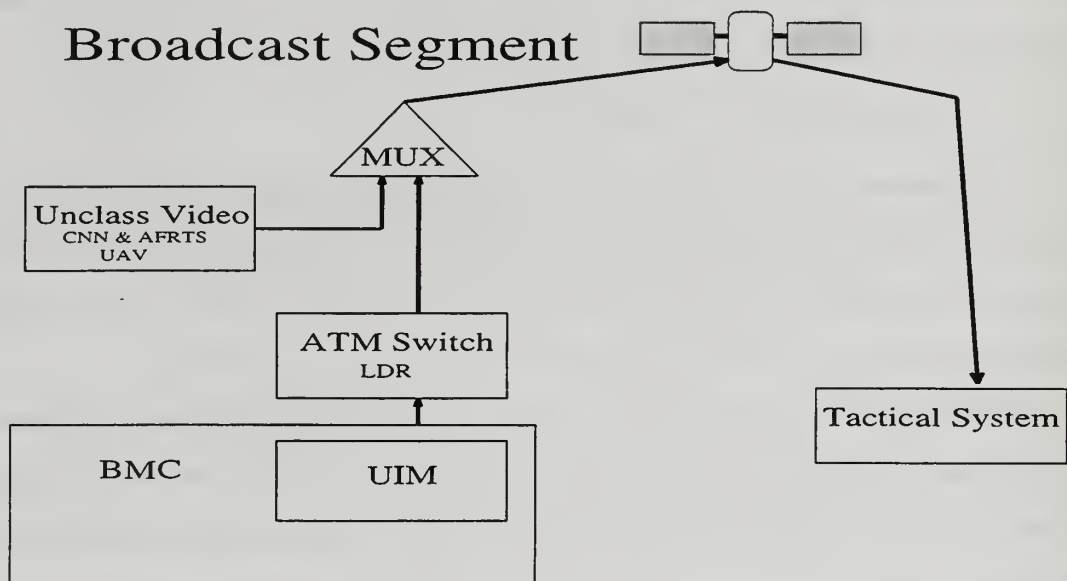 Broadcast Segment
MUX
Unclass Video
CNN & AFRTS
UAV
ATM Switch
LDR
Tactical System
BMC
UIM